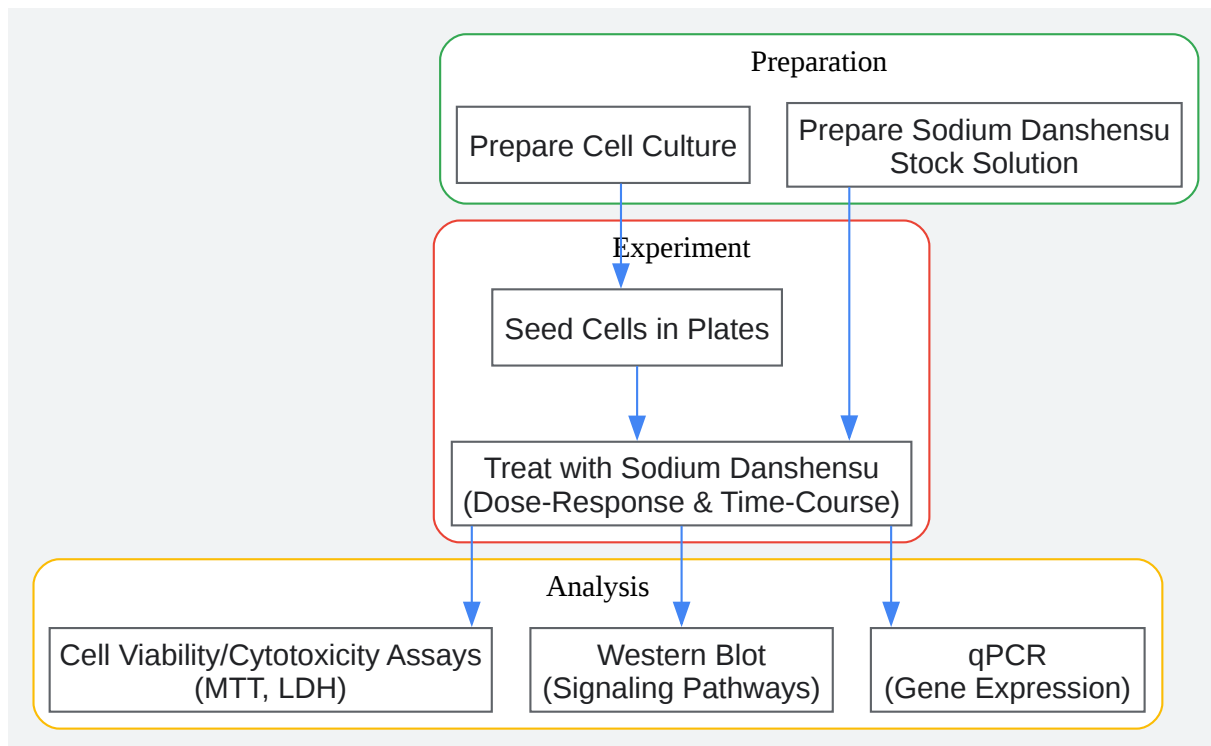 Preparation
Prepare Cell Culture
Prepare Sodium Danshensu
Stock Solution
Experiment
Seed Cells in Plates
Treat with Sodium Danshensu
(Dose-Response & Time-Course)
Analysis
Cell Viability/Cytotoxicity Assays
(MTT, LDH)
Western Blot
(Signaling Pathways)
qPCR
(Gene Expression)